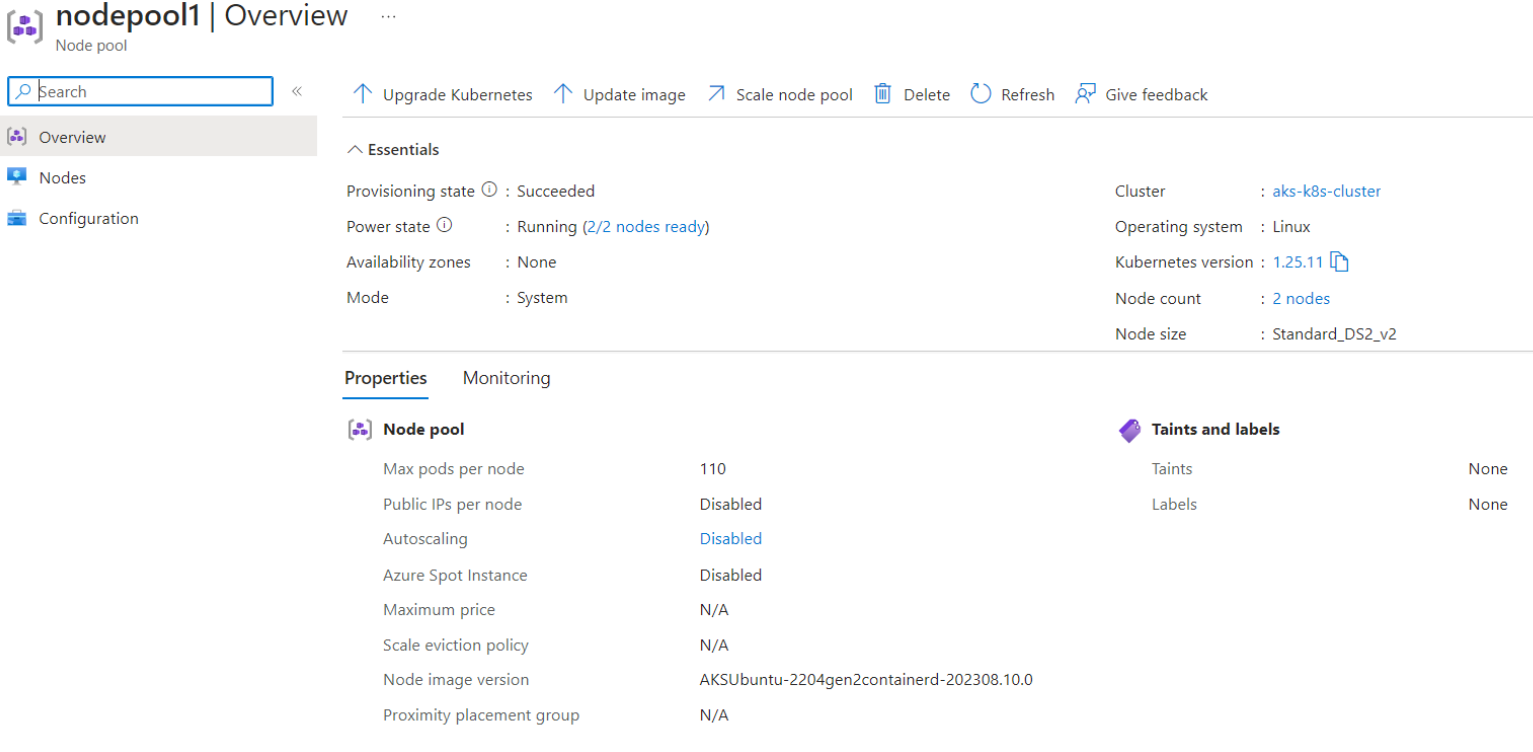 nodepool1 | Overview ...
Node pool
Search «
Upgrade Kubernetes Update image Scale node pool Delete Refresh Give feedback
Overview
Nodes
Configuration
Essentials
Provisioning state : Succeeded
Power state : Running (2/2 nodes ready)
Availability zones : None
Mode : System
Cluster : aks-k8s-cluster
Operating system : Linux
Kubernetes version : 1.25.11
Node count : 2 nodes
Node size : Standard_DS2_v2
Properties Monitoring
Node pool
Max pods per node 110
Public IPs per node Disabled
Autoscaling Disabled
Azure Spot Instance Disabled
Maximum price N/A
Scale eviction policy N/A
Node image version AKSUbuntu-2204gen2containerd-202308.10.0
Proximity placement group N/A
Taints and labels
Taints None
Labels None